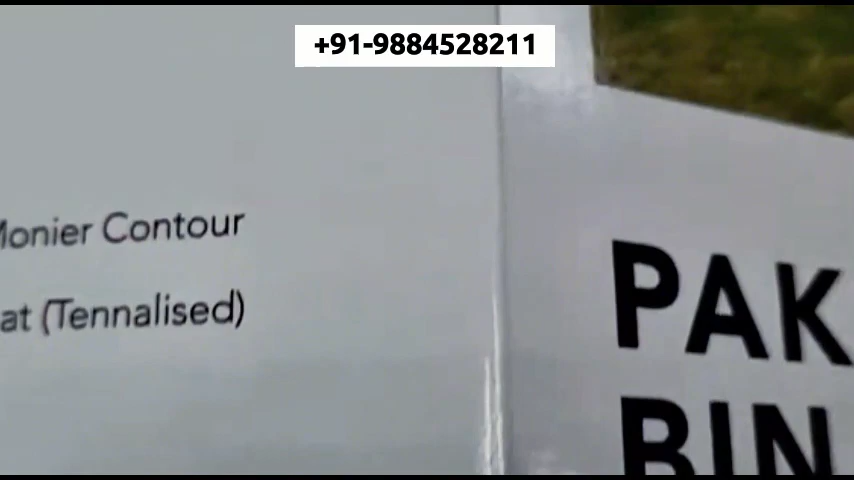 +91-9884528211
Monier Contour
at (Tennalised)
PAK
BIN